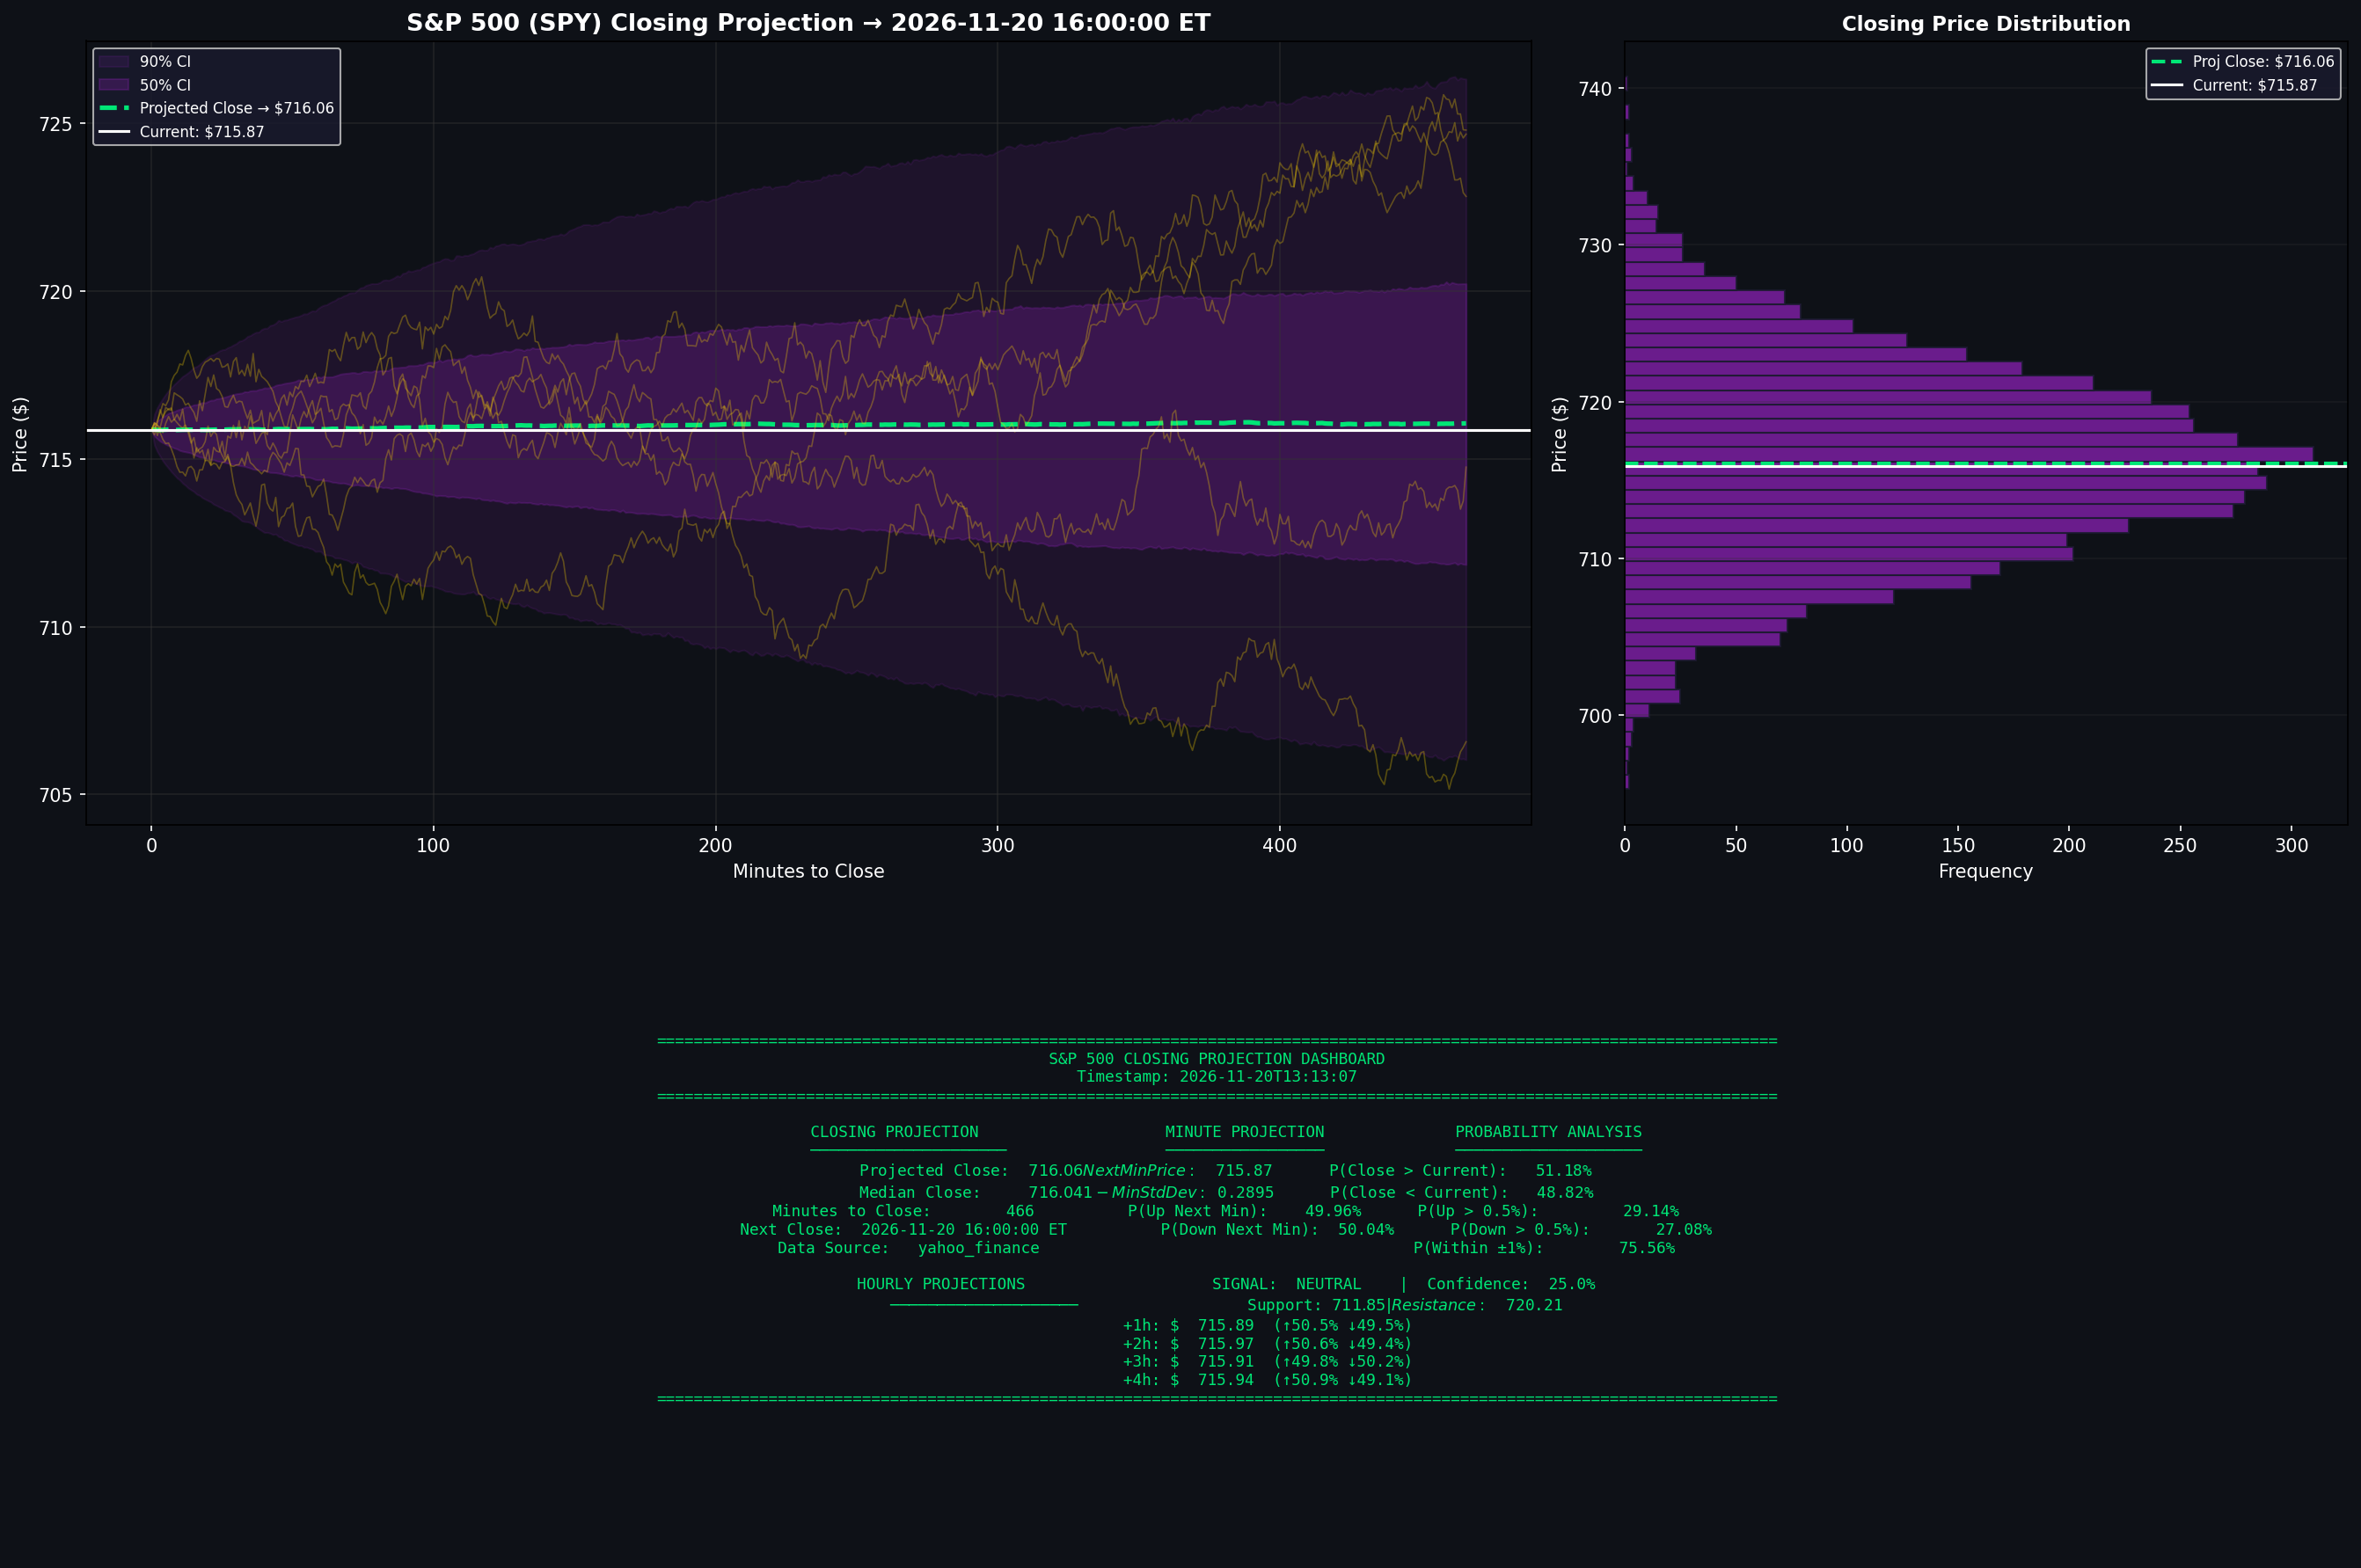 S&P 500 (SPY) Closing Projection → 2026-11-20 16:00:00 ET
90% CI
50% CI
Projected Close → $716.06
Current: $715.87
Price ($)
725
720
715
710
705
0 100 200 300 400
Minutes to Close
Closing Price Distribution
Proj Close: $716.06
Current: $715.87
Price ($)
740
730
720
710
700
0 50 100 150 200 250 300
Frequency
S&P 500 CLOSING PROJECTION DASHBOARD
Timestamp: 2026-11-20T13:13:07
CLOSING PROJECTION MINUTE PROJECTION PROBABILITY ANALYSIS
Projected Close: 716.06NextMinPrice: 715.87 P(Close > Current): 51.18%
Median Close: 716.041−MinStdDev: 0.2895 P(Close < Current): 48.82%
Minutes to Close: 466 P(Up Next Min): 49.96% P(Up > 0.5%): 29.14%
Next Close: 2026-11-20 16:00:00 ET P(Down Next Min): 50.04% P(Down > 0.5%): 27.08%
Data Source: yahoo_finance P(Within ±1%): 75.56%
HOURLY PROJECTIONS SIGNAL: NEUTRAL | Confidence: 25.0%
Support: 711.85|Resistance: 720.21
+1h: $ 715.89 (↑50.5% ↓49.5%)
+2h: $ 715.97 (↑50.6% ↓49.4%)
+3h: $ 715.91 (↑49.8% ↓50.2%)
+4h: $ 715.94 (↑50.9% ↓49.1%)